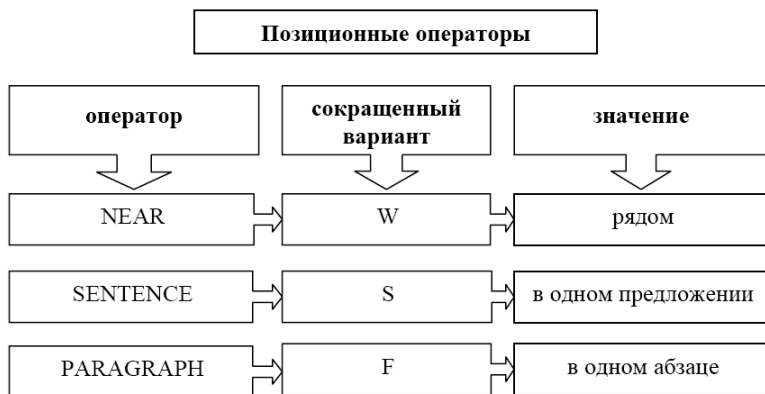 Позиционные операторы
оператор
сокращенный
вариант
значение
NEAR
W
рядом
SENTENCE
S
в одном предложении
PARAGRAPH
F
в одном абзаце